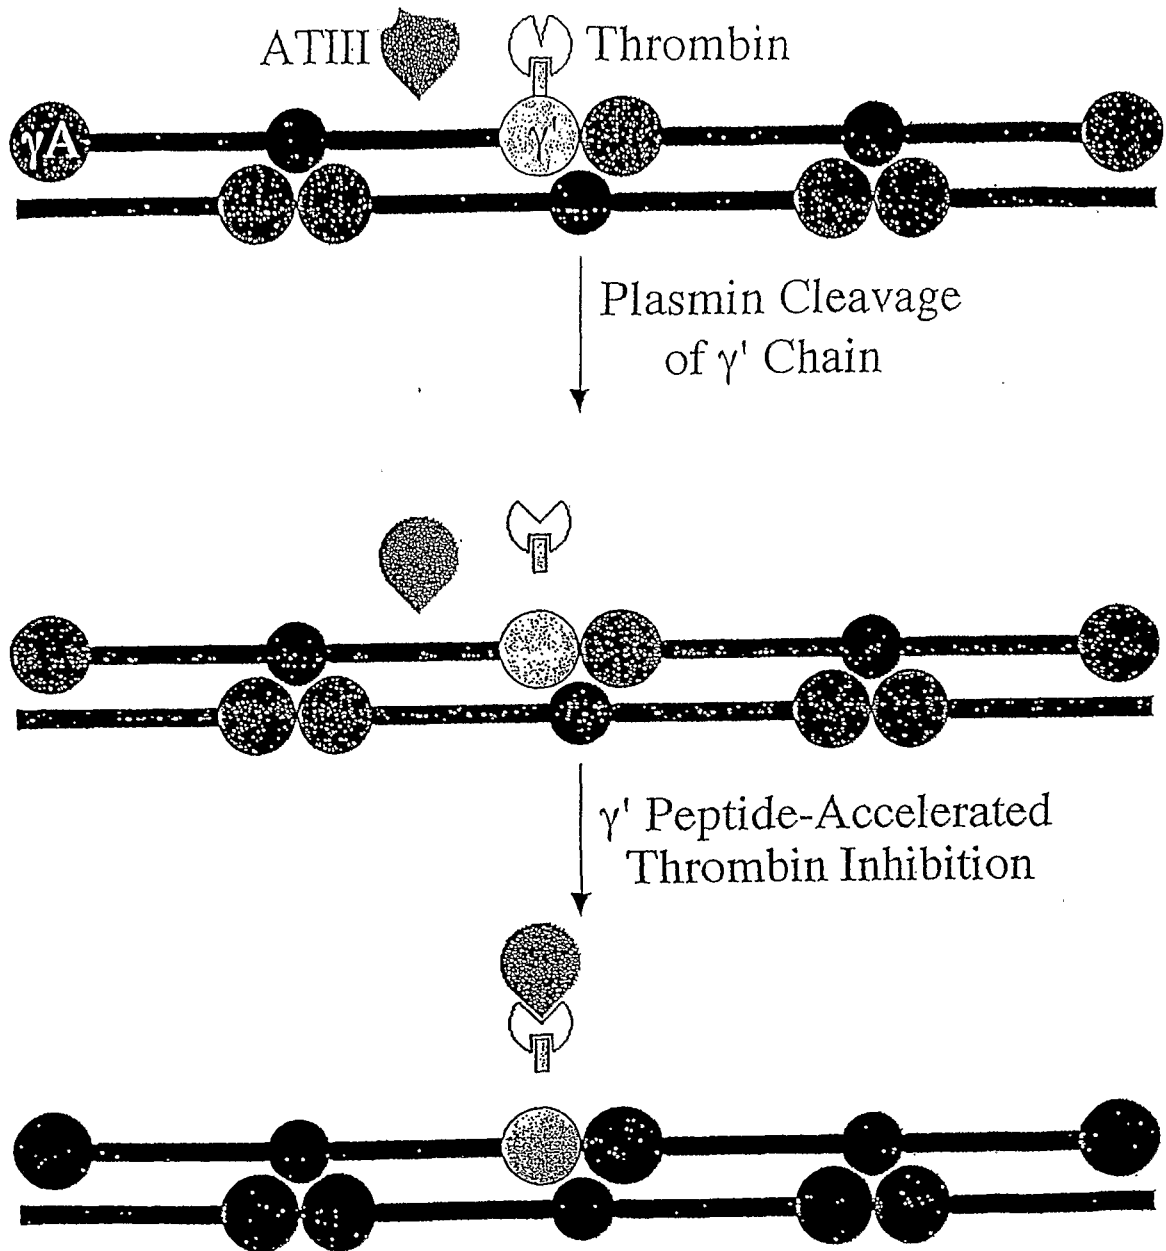 ATIII
Thrombin
γA
γ'
Plasmin Cleavage
of γ' Chain
γ' Peptide-Accelerated
Thrombin Inhibition